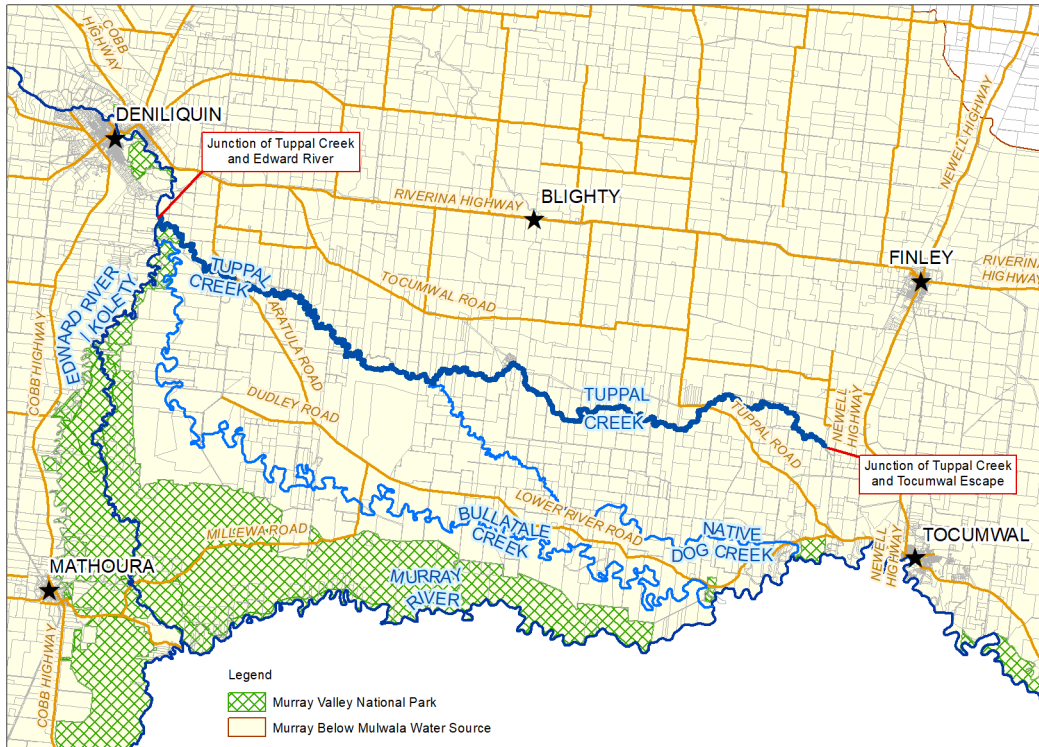 COBB
HIGHWAY
DENILIQUIN
Junction of Tuppal Creek
and Edward River
NEWELL HIGHWAY
RIVERINA HIGHWAY
BLIGHTY
FINLEY
RIVERINA
HIGHWAY
TUPPAL
CREEK
TOCUMWAL ROAD
EDWARD RIVER
/ KOLETY
COBB HIGHWAY
ARATULA ROAD
DUDLEY ROAD
TUPPAL
CREEK
TUPPAL ROAD
NEWELL
HIGHWAY
Junction of Tuppal Creek
and Tocumwal Escape
LOWER RIVER ROAD
BULLATALE
CREEK
NATIVE
DOG CREEK
NEWELL
HIGHWAY
TOCUMWAL
MILLEWA ROAD
MATHOURA
MURRAY
RIVER
COBB HIGHWAY
Legend
Murray Valley National Park
Murray Below Mulwala Water Source